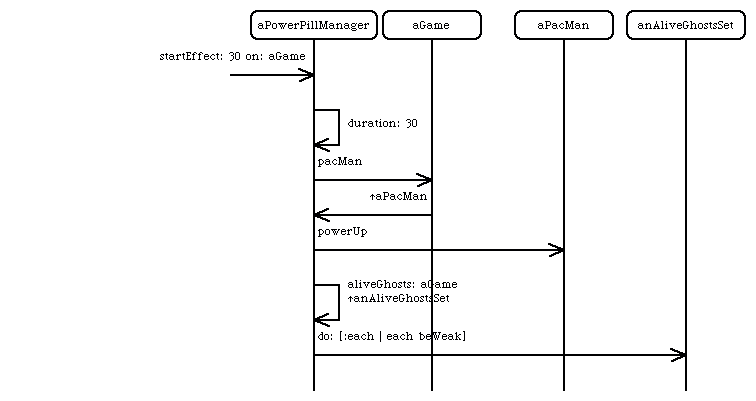 aPowerPillManager
aGame
aPacMan
anAliveGhostsSet
startEffect: 30 on: aGame
duration: 30
pacMan
↑aPacMan
powerUp
aliveGhosts: aGame
↑anAliveGhostsSet
do: [:each | each beWeak]